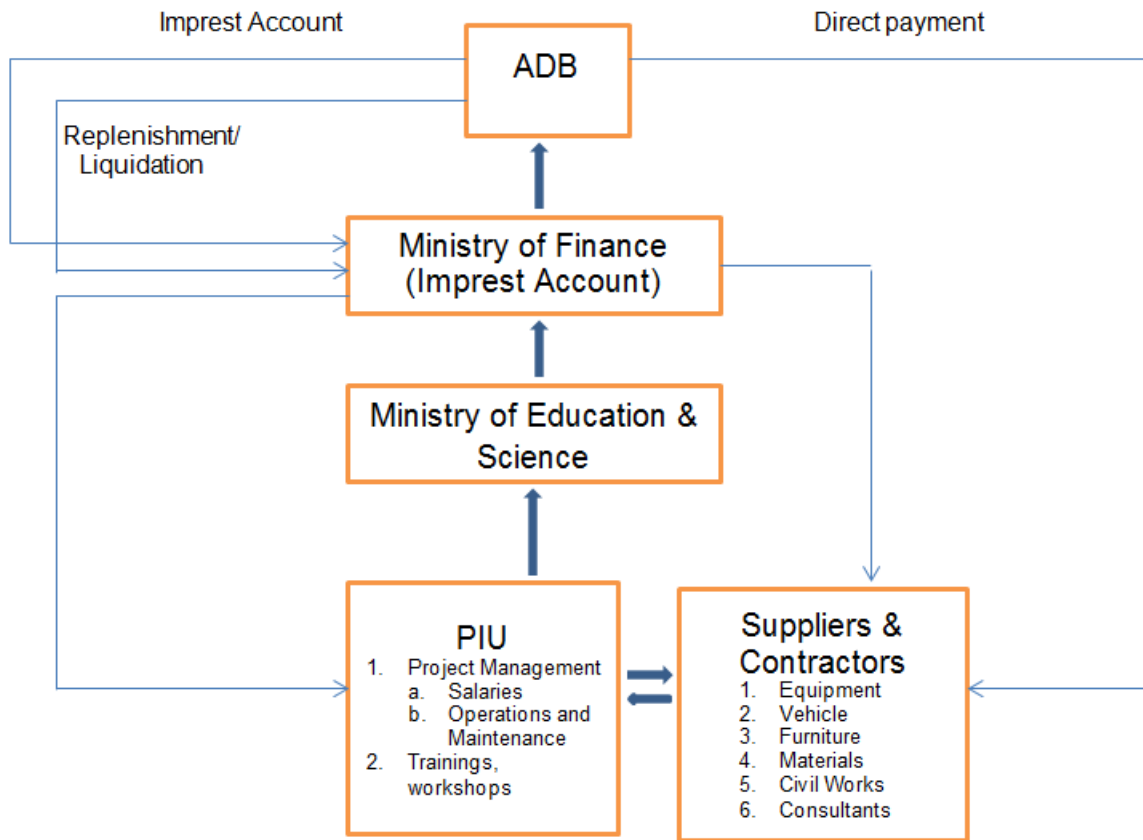 Imprest Account
Direct payment
ADB
Replenishment/
Liquidation
Ministry of Finance
(Imprest Account)
Ministry of Education &
Science
PIU
1. Project Management
a. Salaries
b. Operations and
Maintenance
2. Trainings,
workshops
Suppliers &
Contractors
1. Equipment
2. Vehicle
3. Furniture
4. Materials
5. Civil Works
6. Consultants